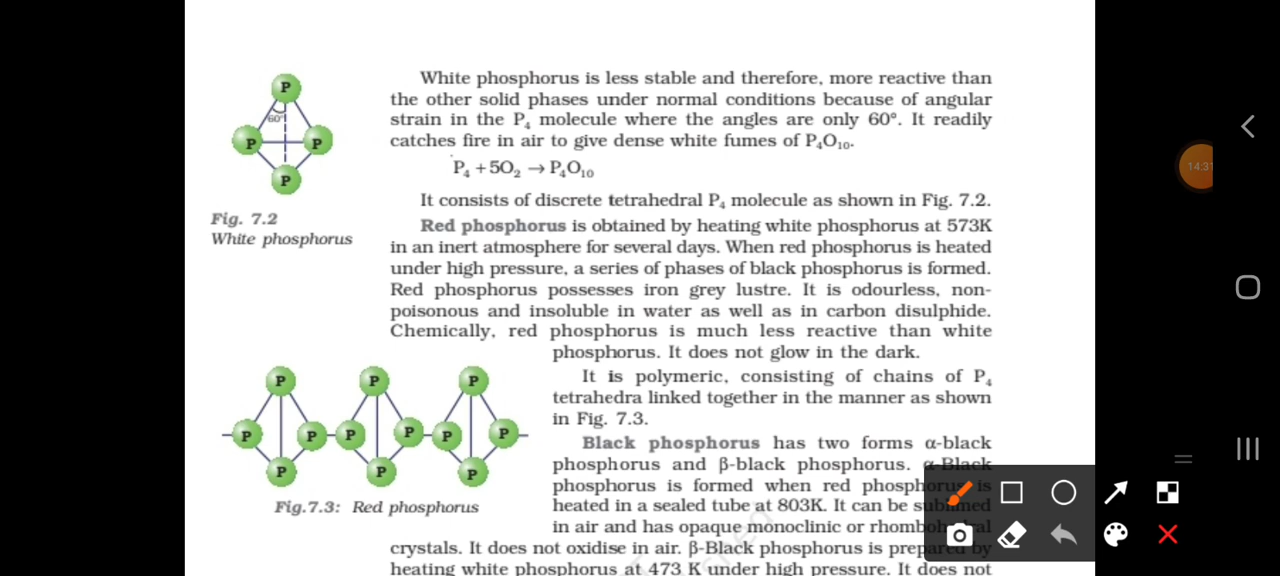 P
60°
P
P
P
Fig. 7.2
White phosphorus
White phosphorus is less stable and therefore, more reactive than
the other solid phases under normal conditions because of angular
strain in the P₄ molecule where the angles are only 60°. It readily
catches fire in air to give dense white fumes of P₄O₁₀.
P₄ + 5O₂ → P₄O₁₀
It consists of discrete tetrahedral P₄ molecule as shown in Fig. 7.2.
Red phosphorus is obtained by heating white phosphorus at 573K
in an inert atmosphere for several days. When red phosphorus is heated
under high pressure, a series of phases of black phosphorus is formed.
Red phosphorus possesses iron grey lustre. It is odourless, non-
poisonous and insoluble in water as well as in carbon disulphide.
Chemically, red phosphorus is much less reactive than white
phosphorus. It does not glow in the dark.
It is polymeric, consisting of chains of P₄
tetrahedra linked together in the manner as shown
in Fig. 7.3.
P P P
P P P P P P
P P P
Fig.7.3: Red phosphorus
Black phosphorus has two forms α-black
phosphorus and β-black phosphorus. α-Black
phosphorus is formed when red phosphorus is
heated in a sealed tube at 803K. It can be sublimed
in air and has opaque monoclinic or rhombohedral
crystals. It does not oxidise in air. β-Black phosphorus is prepared by
heating white phosphorus at 473 K under high pressure. It does not
14:31